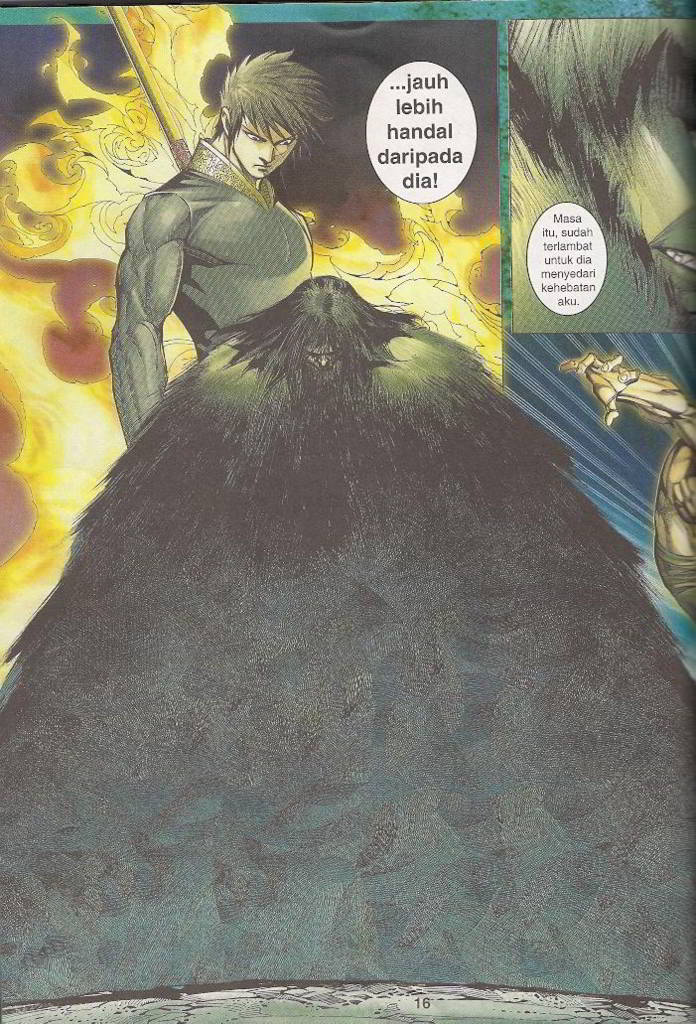 ...jauh
lebih
handal
daripada
dia!
Masa
itu, sudah
terlambat
untuk dia
menyedari
kehebatan
aku.
16